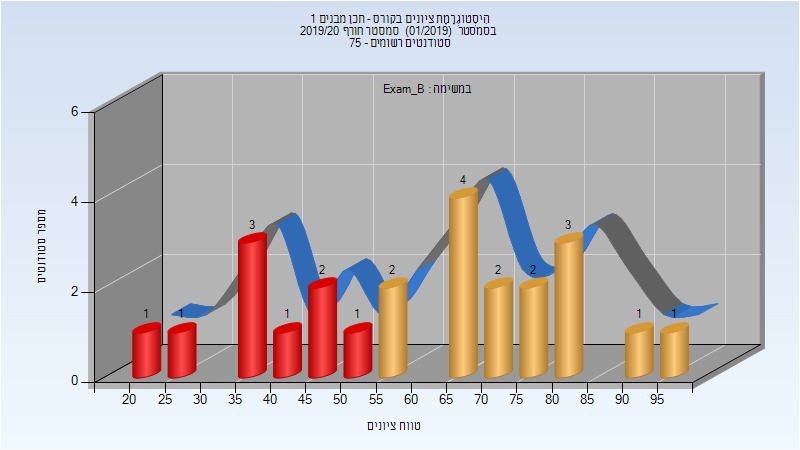 היסטוגרמת ציונים בקורס - תכן מבנים 1
בסמסטר (01/2019) סמסטר חורף 2019/20
סטודנטים רשומים - 75
במשימה : Exam_B
מספר סטודנטים
6
4
2
0
1
1
3
1
2
1
2
4
2
2
3
1
1
20 25 30 35 40 45 50 55 60 65 70 75 80 85 90 95
טווח ציונים